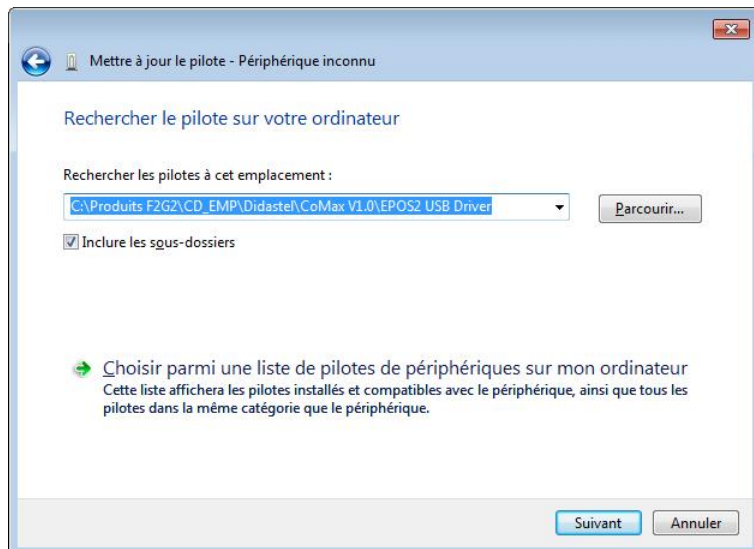 Mettre à jour le pilote - Périphérique inconnu
Rechercher le pilote sur votre ordinateur
Rechercher les pilotes à cet emplacement :
C:\Produits F2G2\CD_EMP\Didastel\CoMax V1.0\EPOS2 USB Driver
Parcourir...
Inclure les sous-dossiers
Choisir parmi une liste de pilotes de périphériques sur mon ordinateur
Cette liste affichera les pilotes installés et compatibles avec le périphérique, ainsi que tous les
pilotes dans la même catégorie que le périphérique.
Suivant
Annuler